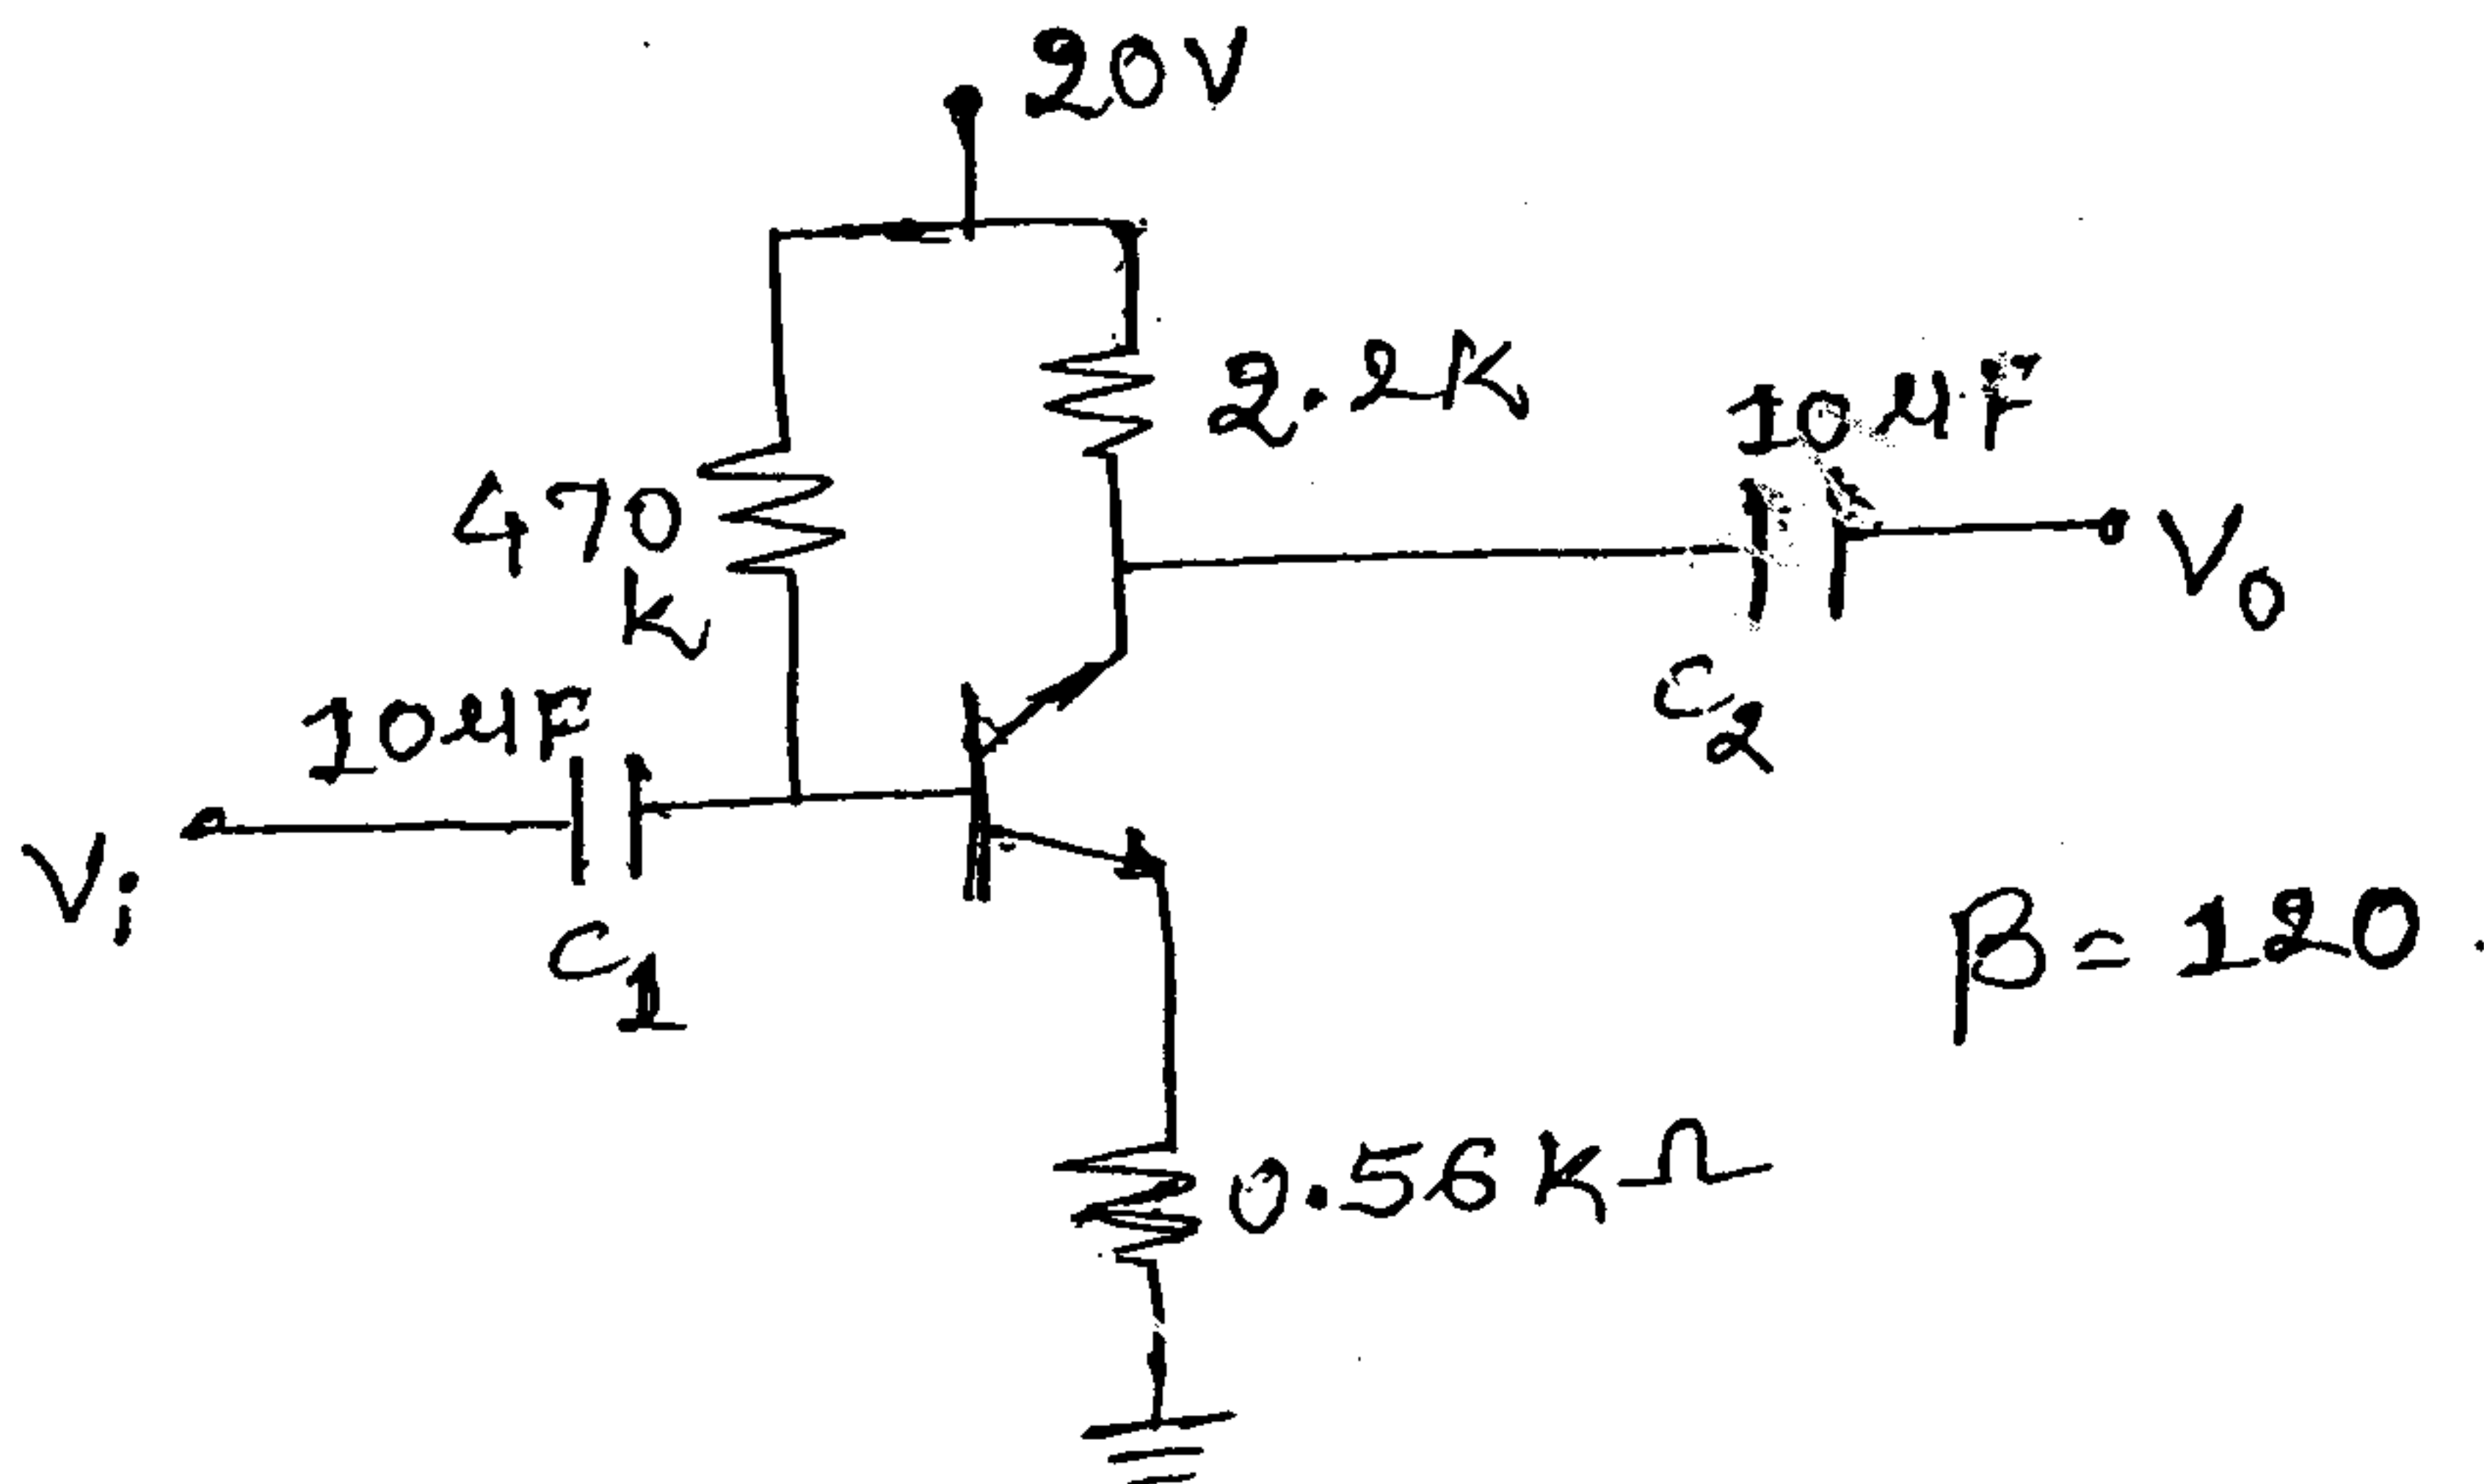 20V
2.2K
10µF
470
k
V₀
C₂
10µF
Vᵢ
C₁
β = 120.
0.56 kΩ